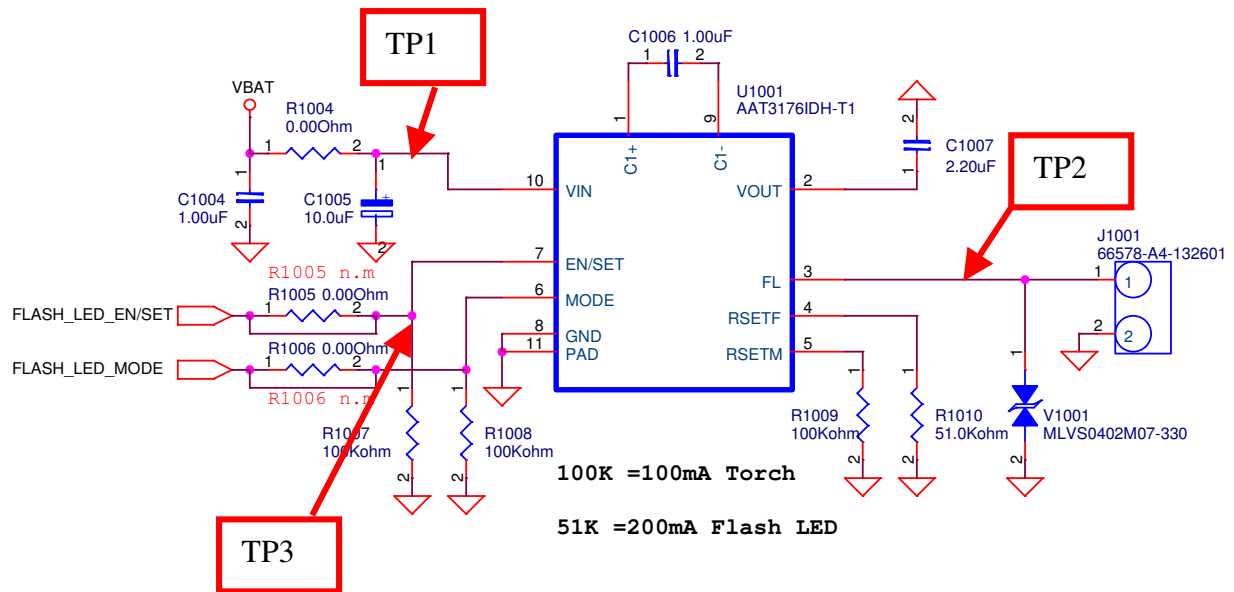 TP1
C1006 1.00uF
1
2
U1001
AAT3176IDH-T1
VBAT
R1004
0.00Ohm
1
2
1
9
C1+
C1-
2
C1007
2.20uF
1
TP2
1
C1004
1.00uF
2
1
C1005
10.0uF
+
2
10
VIN
VOUT
2
J1001
66578-A4-132601
1
1
2
2
R1005 n.m
7
EN/SET
FL
3
FLASH_LED_EN/SET
1
R1005 0.00Ohm
2
6
MODE
RSETF
4
R1006 0.00Ohm
8
GND
11
PAD
RSETM
5
FLASH_LED_MODE
1
2
R1006 n.m
1
R1007
100Kohm
2
1
R1008
100Kohm
2
1
R1009
100Kohm
2
1
R1010
51.0Kohm
2
1
V1001
MLVS0402M07-330
2
100K =100mA Torch
51K =200mA Flash LED
TP3